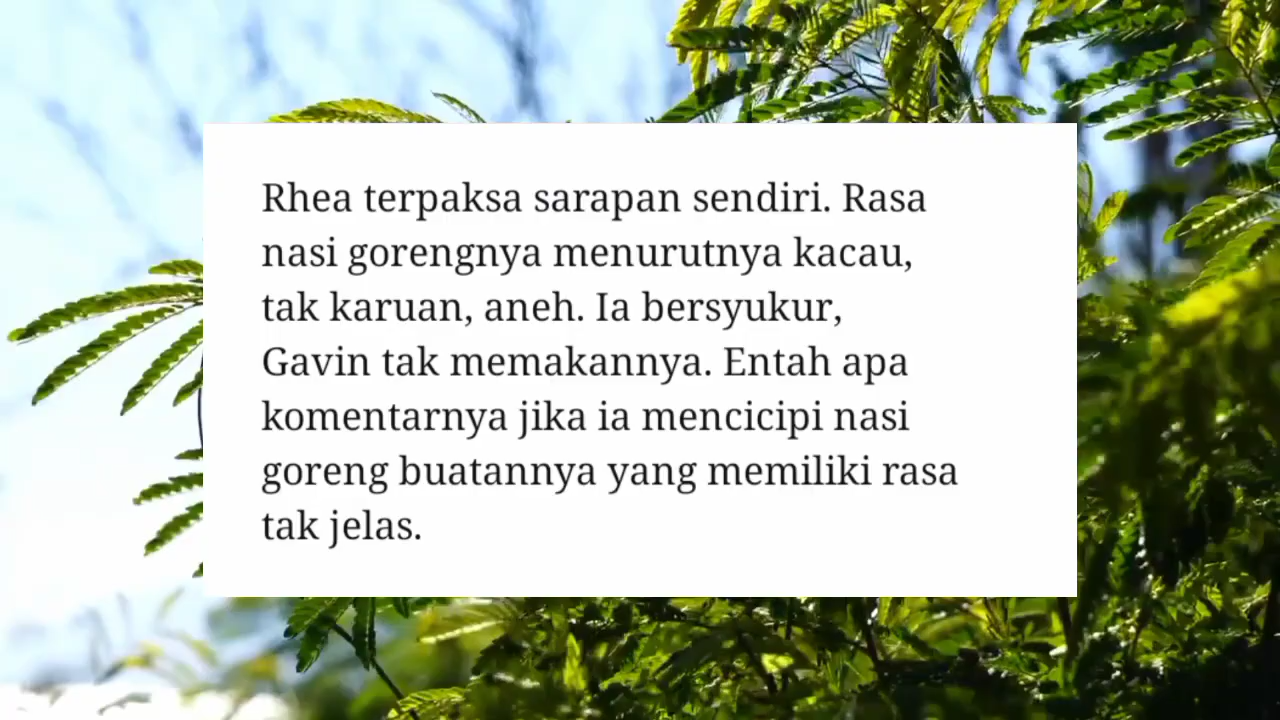 Rhea terpaksa sarapan sendiri. Rasa
nasi gorengnya menurutnya kacau,
tak karuan, aneh. Ia bersyukur,
Gavin tak memakannya. Entah apa
komentarnya jika ia mencicipi nasi
goreng buatannya yang memiliki rasa
tak jelas.